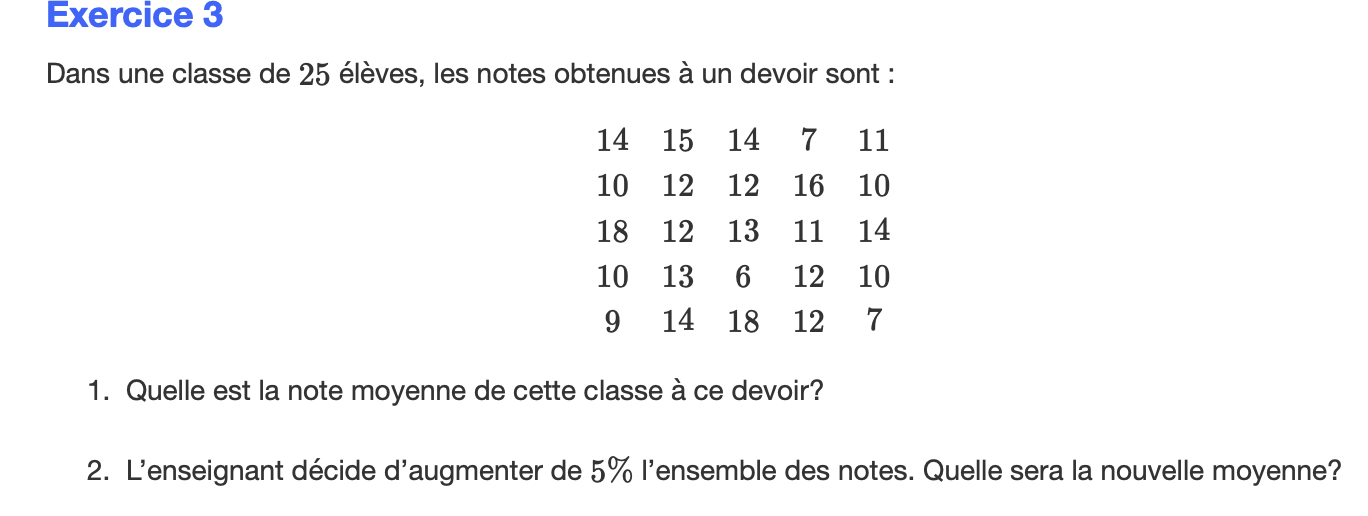 Exercice 3
Dans une classe de 25 élèves, les notes obtenues à un devoir sont :
14 15 14 7 11
10 12 12 16 10
18 12 13 11 14
10 13 6 12 10
9 14 18 12 7
1. Quelle est la note moyenne de cette classe à ce devoir?
2. L’enseignant décide d’augmenter de 5% l’ensemble des notes. Quelle sera la nouvelle moyenne?